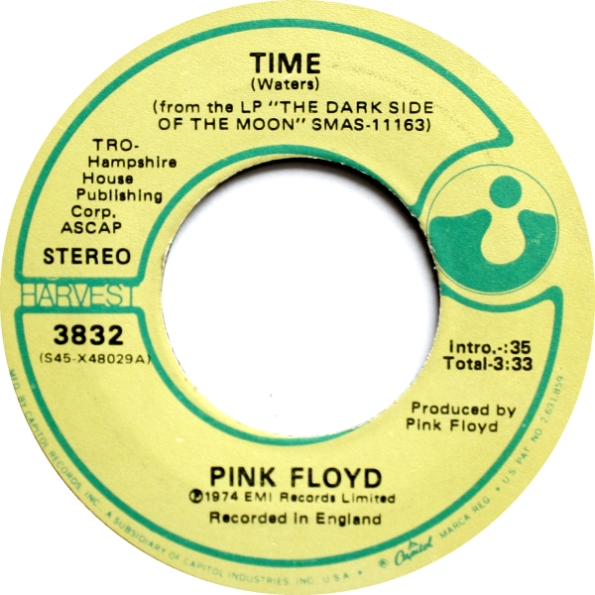 TIME
(Waters)
(from the LP "THE DARK SIDE
OF THE MOON" SMAS-11163)
TRO-
Hampshire
House
Publishing
Corp.
ASCAP
STEREO
HARVEST
3832
(S45-X48029A)
Intro.-:35
Total-3:33
Produced by
Pink Floyd
PINK FLOYD
Ⓟ1974 EMI Records Limited
Recorded in England
MFD. BY CAPITOL RECORDS, INC. A SUBSIDIARY OF CAPITOL INDUSTRIES, INC. U.S.A. • ® Capitol MARCA REG. • U.S. PAT. NO. 2,631,859 •